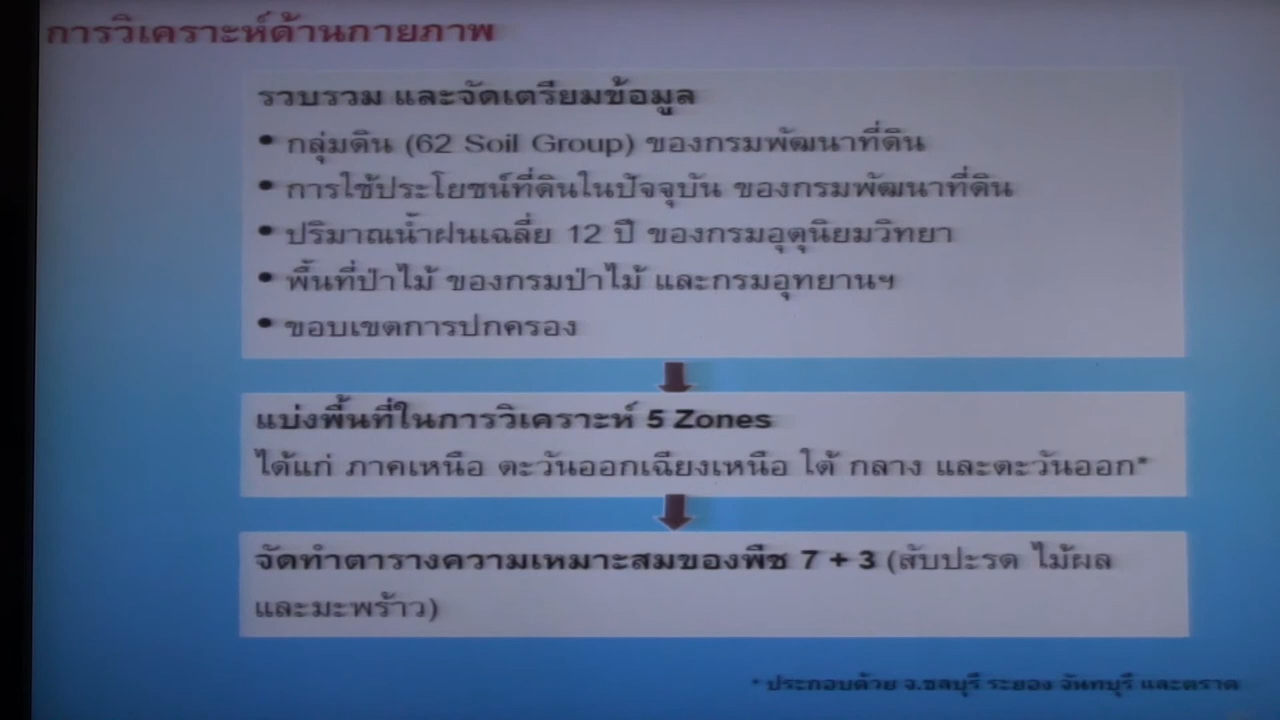 การวิเคราะห์ด้านกายภาพ
รวบรวม และจัดเตรียมข้อมูล
• กลุ่มดิน (62 Soil Group) ของกรมพัฒนาที่ดิน
• การใช้ประโยชน์ที่ดินในปัจจุบัน ของกรมพัฒนาที่ดิน
• ปริมาณน้ำฝนเฉลี่ย 12 ปี ของกรมอุตุนิยมวิทยา
• พื้นที่ป่าไม้ ของกรมป่าไม้ และกรมอุทยานฯ
• ขอบเขตการปกครอง
แบ่งพื้นที่ในการวิเคราะห์ 5 Zones
ได้แก่ ภาคเหนือ ตะวันออกเฉียงเหนือ ใต้ กลาง และตะวันออก*
จัดทำตารางความเหมาะสมของพืช 7 + 3 (สับปะรด ไม้ผล
และมะพร้าว)
* ประกอบด้วย จ.ชลบุรี ระยอง จันทบุรี และตราด